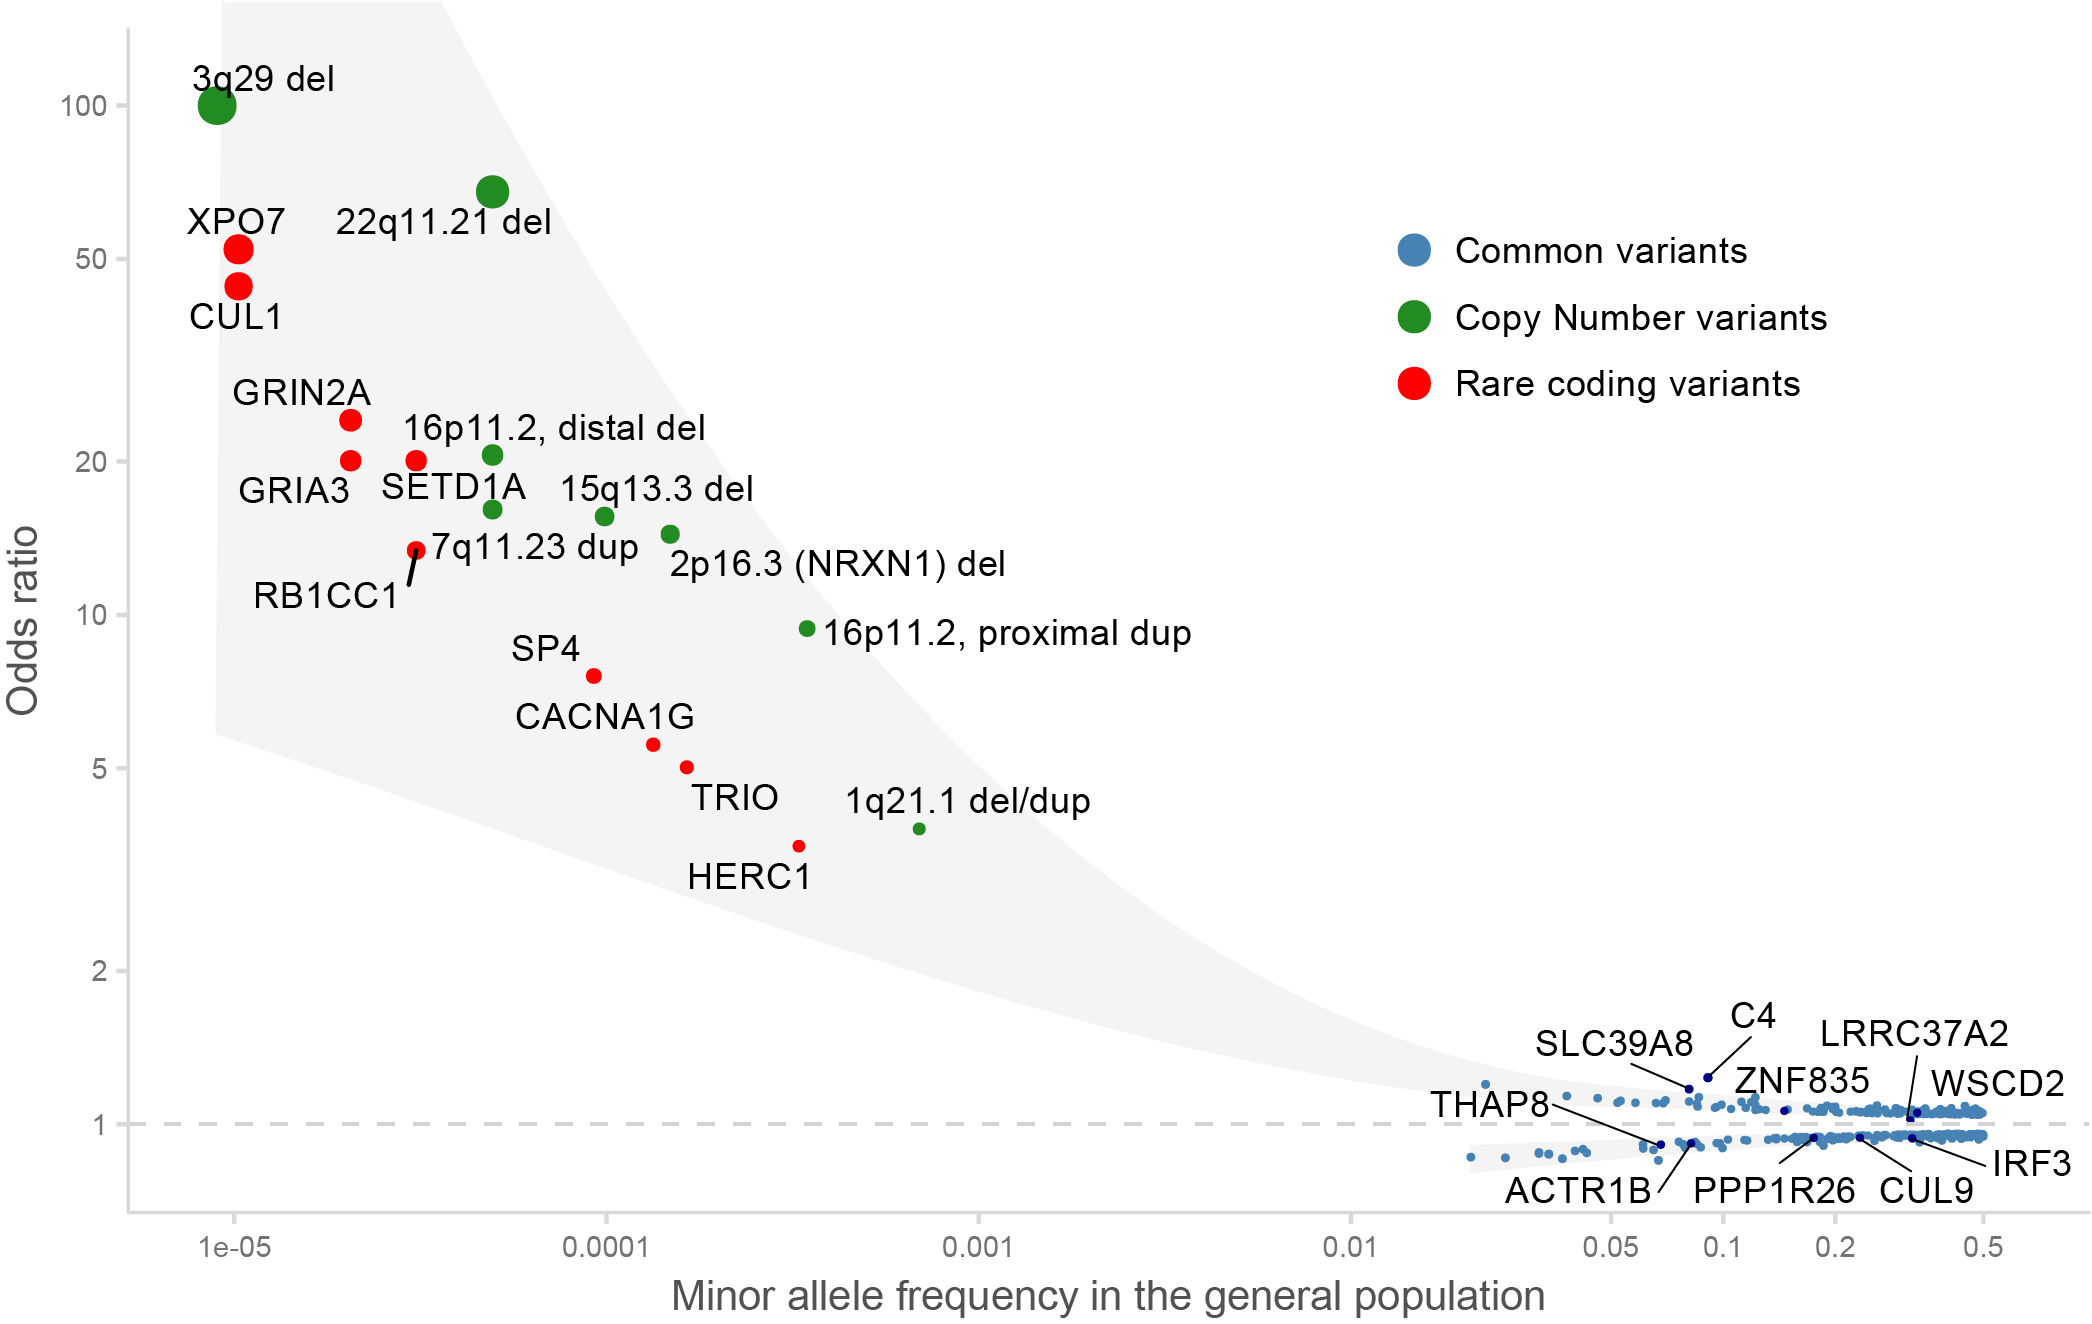 3q29 del
100
XPO7
22q11.21 del
50
CUL1
Common variants
Copy Number variants
Rare coding variants
GRIN2A
16p11.2, distal del
20
GRIA3
SETD1A
15q13.3 del
7q11.23 dup
2p16.3 (NRXN1) del
RB1CC1
10
16p11.2, proximal dup
SP4
CACNA1G
5
TRIO
1q21.1 del/dup
HERC1
2
Odds ratio
C4
SLC39A8
LRRC37A2
ZNF835
WSCD2
THAP8
1
IRF3
ACTR1B
PPP1R26
CUL9
1e-05
0.0001
0.001
0.01
0.05
0.1
0.2
0.5
Minor allele frequency in the general population